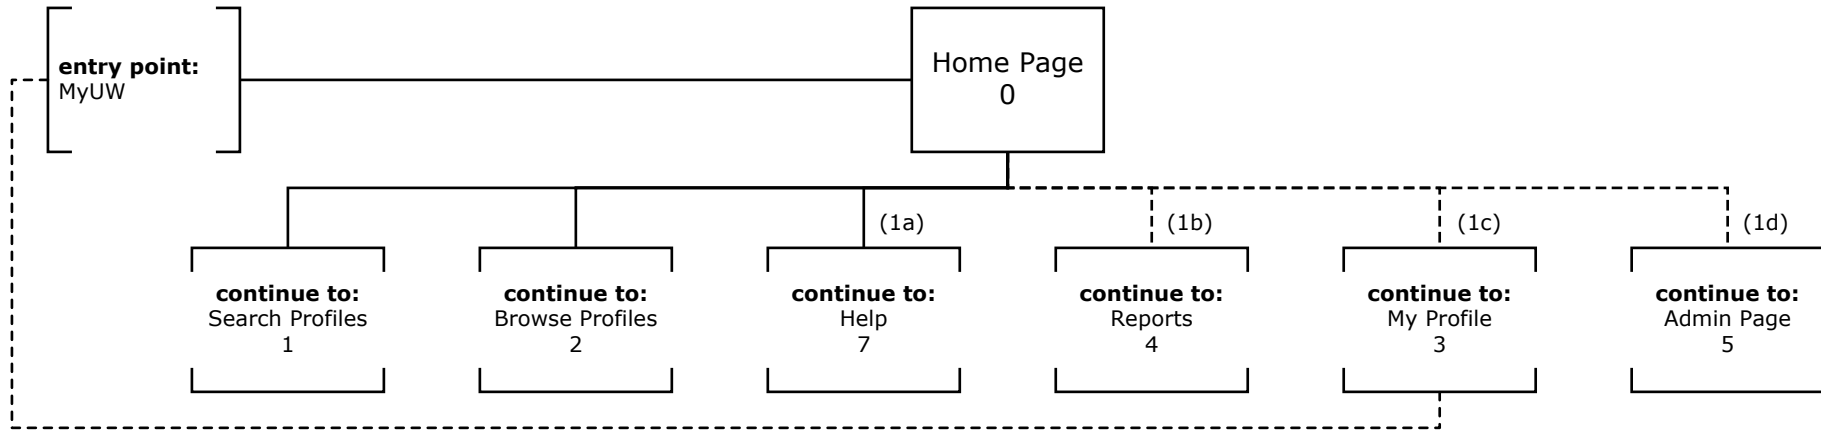 entry point:
MyUW
Home Page
0
(1a)
(1b)
(1c)
(1d)
continue to:
Search Profiles
1
continue to:
Browse Profiles
2
continue to:
Help
7
continue to:
Reports
4
continue to:
My Profile
3
continue to:
Admin Page
5